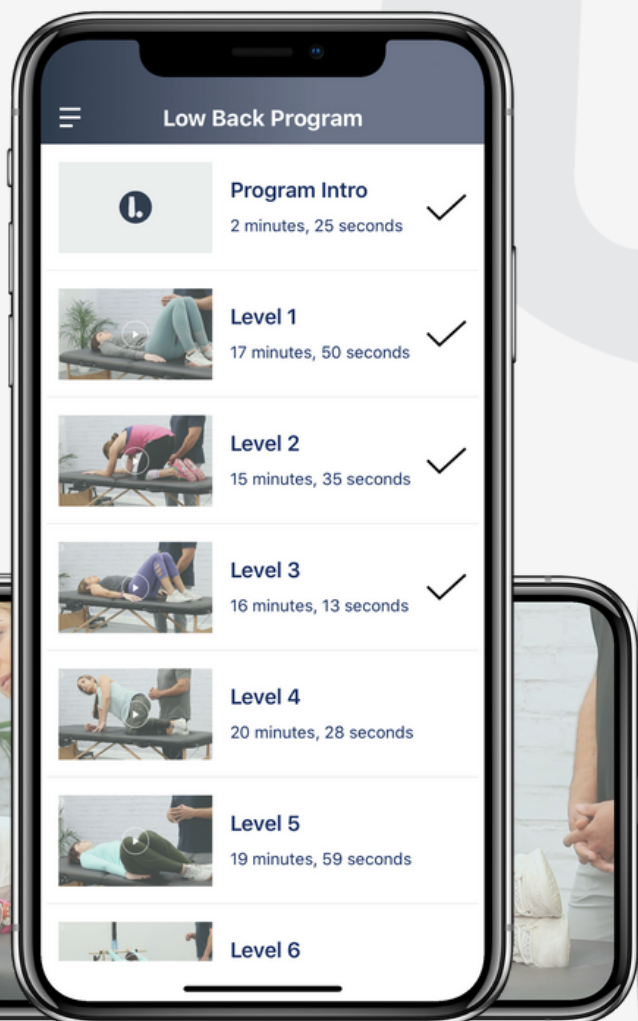 Low Back Program
Program Intro
2 minutes, 25 seconds
Level 1
17 minutes, 50 seconds
Level 2
15 minutes, 35 seconds
Level 3
16 minutes, 13 seconds
Level 4
20 minutes, 28 seconds
Level 5
19 minutes, 59 seconds
Level 6